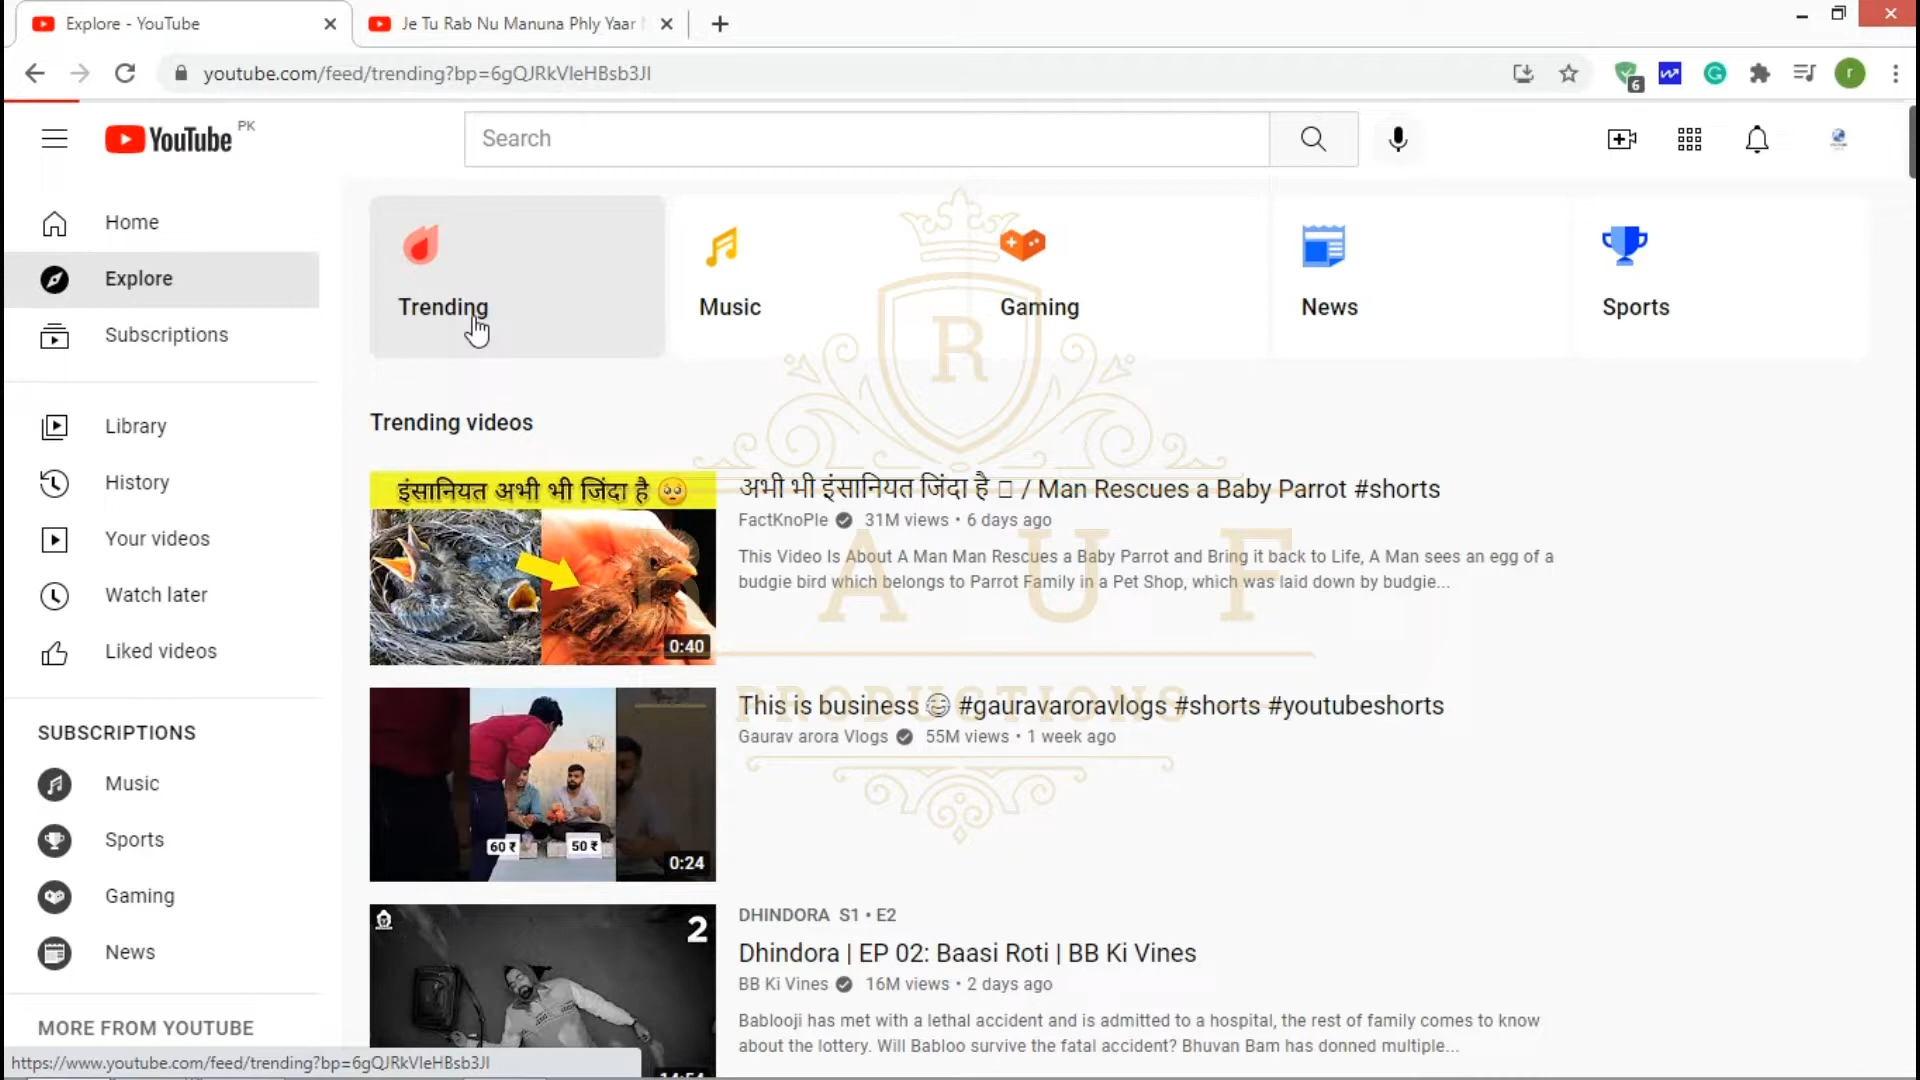 Explore - YouTube
Je Tu Rab Nu Manuna Phly Yaar
youtube.com/feed/trending?bp=6gQJRkVleHBsb3Jl
6
r
YouTube PK
Search
Home
Explore
Subscriptions
Library
History
Your videos
Watch later
Liked videos
SUBSCRIPTIONS
Music
Sports
Gaming
News
MORE FROM YOUTUBE
Trending
Music
Gaming
News
Sports
Trending videos
इंसानियत अभी भी जिंदा है 🥺
0:40
अभी भी इंसानियत जिंदा है □ / Man Rescues a Baby Parrot #shorts
FactKnoPle 31M views • 6 days ago
This Video Is About A Man Man Rescues a Baby Parrot and Bring it back to Life, A Man sees an egg of a
budgie bird which belongs to Parrot Family in a Pet Shop, which was laid down by budgie...
60 ₹
50 ₹
0:24
This is business 😂 #gauravaroravlogs #shorts #youtubeshorts
Gaurav arora Vlogs 55M views • 1 week ago
2
DHINDORA S1 • E2
Dhindora | EP 02: Baasi Roti | BB Ki Vines
BB Ki Vines 16M views • 2 days ago
Bablooji has met with a lethal accident and is admitted to a hospital, the rest of family comes to know
about the lottery. Will Babloo survive the fatal accident? Bhuvan Bam has donned multiple...
R
RAUF
PRODUCTIONS
https://www.youtube.com/feed/trending?bp=6gQJRkVleHBsb3Jl